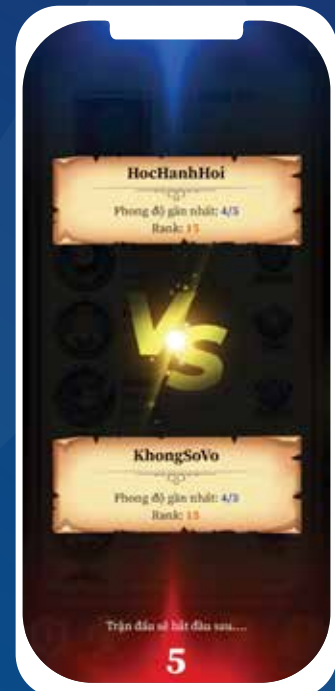 HocHanhHoi
Phong độ gần nhất: 4/5
Rank: 15
VS
KhongSoVo
Phong độ gần nhất: 4/5
Rank: 15
Trận đấu sẽ bắt đầu sau....
5